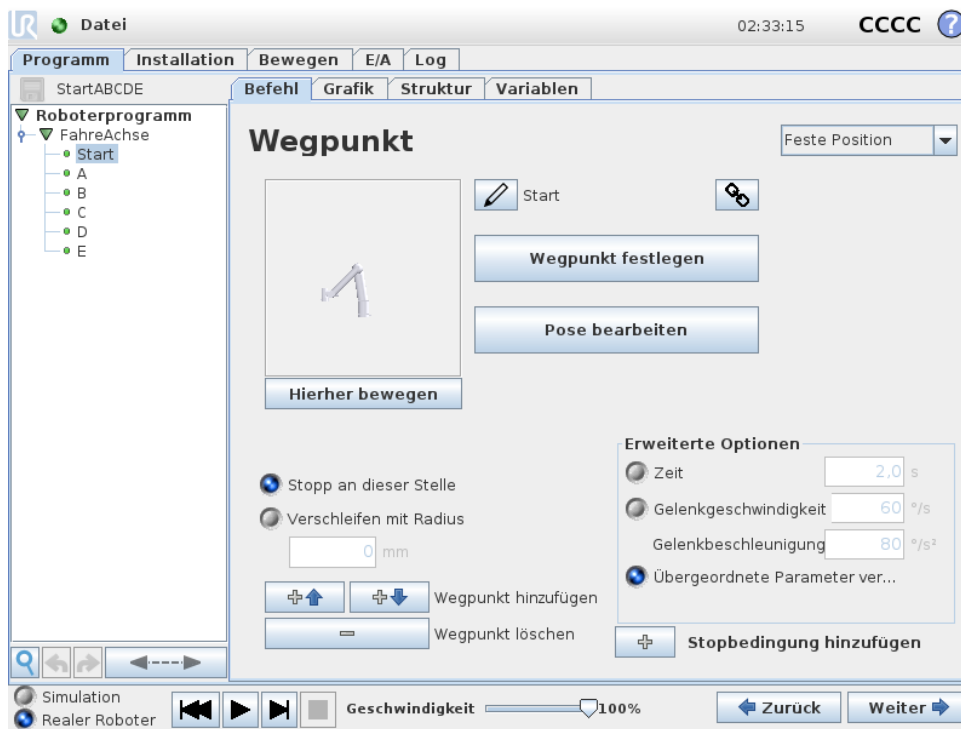 UR Datei 02:33:15 CCCC ?
Programm Installation Bewegen E/A Log
StartABCDE Befehl Grafik Struktur Variablen
Roboterprogramm
FahreAchse
Start
A
B
C
D
E
Wegpunkt Feste Position
Start
Wegpunkt festlegen
Pose bearbeiten
Hierher bewegen
Erweiterte Optionen
Zeit 2,0 s
Stopp an dieser Stelle
Gelenkgeschwindigkeit 60 °/s
Verschleifen mit Radius
Gelenkbeschleunigung 80 °/s²
0 mm
Übergeordnete Parameter ver...
Wegpunkt hinzufügen
Wegpunkt löschen
Stopbedingung hinzufügen
Simulation
Realer Roboter
Geschwindigkeit 100% Zurück Weiter